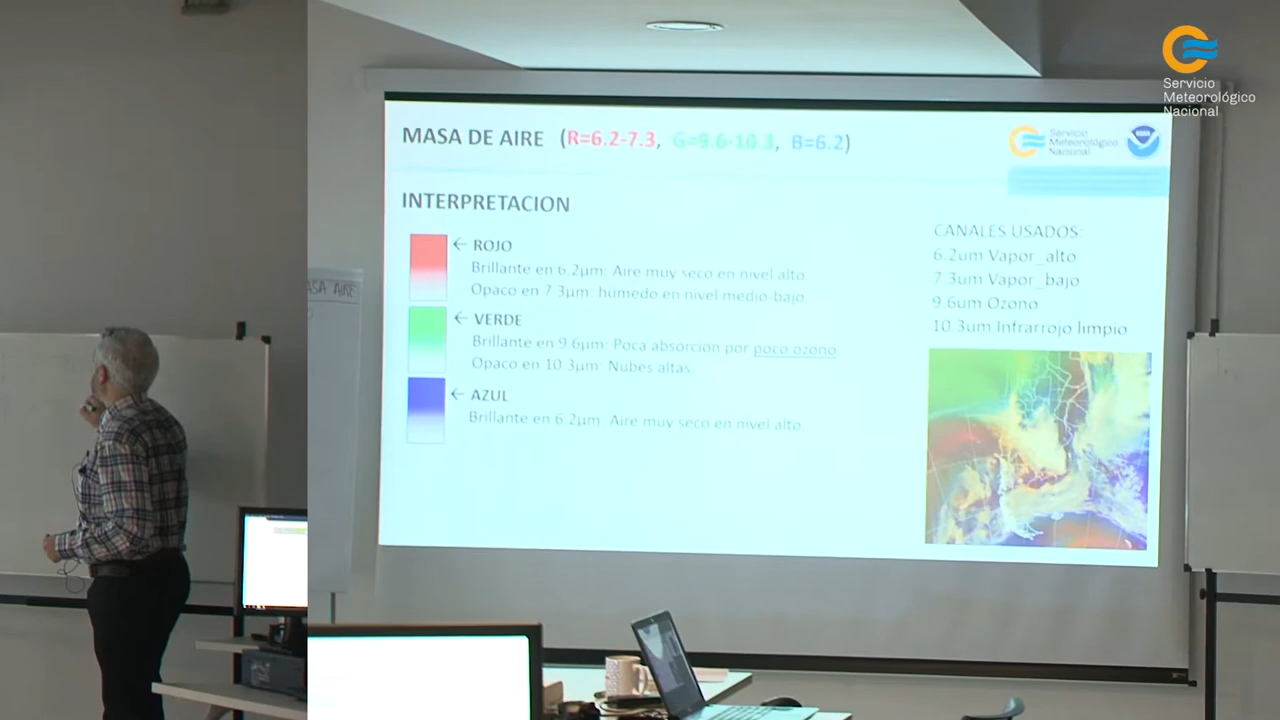 Servicio
Meteorológico
Nacional
MASA DE AIRE (R=6.2-7.3, G=9.6-10.3, B=6.2)
Servicio
Meteorológico
Nacional
INTERPRETACION
← ROJO
Brillante en 6.2µm: Aire muy seco en nivel alto.
Opaco en 7.3µm: humedo en nivel medio-bajo
← VERDE
Brillante en 9.6µm: Poca absorción por poco ozono
Opaco en 10.3µm: Nubes altas.
← AZUL
Brillante en 6.2µm: Aire muy seco en nivel alto.
CANALES USADOS:
6.2um Vapor_alto
7.3um Vapor_bajo
9.6um Ozono
10.3um Infrarrojo limpio
ASA AIRE